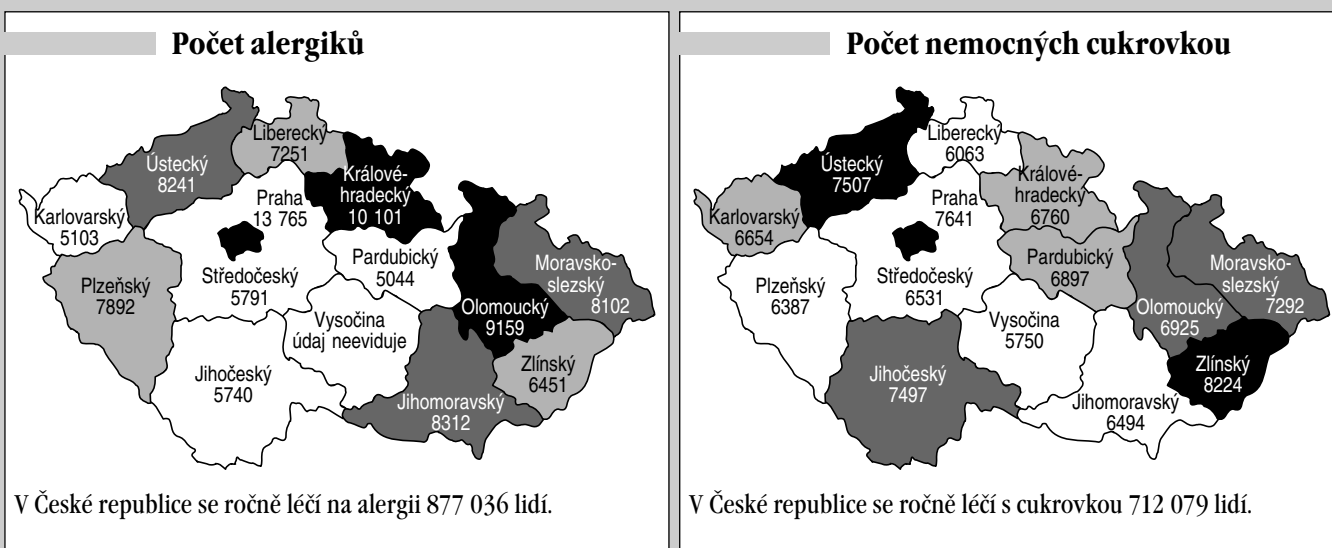 Počet alergiků
Liberecký
7251
Ústecký
8241
Králové-
hradecký
10 101
Praha
13 765
Karlovarský
5103
Pardubický
5044
Moravsko-
slezský
8102
Středočeský
5791
Plzeňský
7892
Olomoucký
9159
Vysočina
údaj neeviduje
Zlínský
6451
Jihočeský
5740
Jihomoravský
8312
V České republice se ročně léčí na alergii 877 036 lidí.
Počet nemocných cukrovkou
Liberecký
6063
Ústecký
7507
Králové-
hradecký
6760
Praha
7641
Karlovarský
6654
Pardubický
6897
Moravsko-
slezský
7292
Středočeský
6531
Plzeňský
6387
Olomoucký
6925
Vysočina
5750
Zlínský
8224
Jihočeský
7497
Jihomoravský
6494
V České republice se ročně léčí s cukrovkou 712 079 lidí.